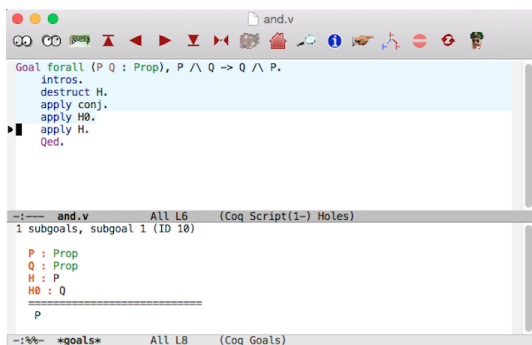 and.v
Goal forall (P Q : Prop), P /\ Q -> Q /\ P.
intros.
destruct H.
apply conj.
apply H0.
apply H.
Qed.
-:--- and.v All L6 (Coq Script(1-) Holes)
1 subgoals, subgoal 1 (ID 10)
P : Prop
Q : Prop
H : P
H0 : Q
============================
P
-:%%- *goals* All L8 (Coq Goals)